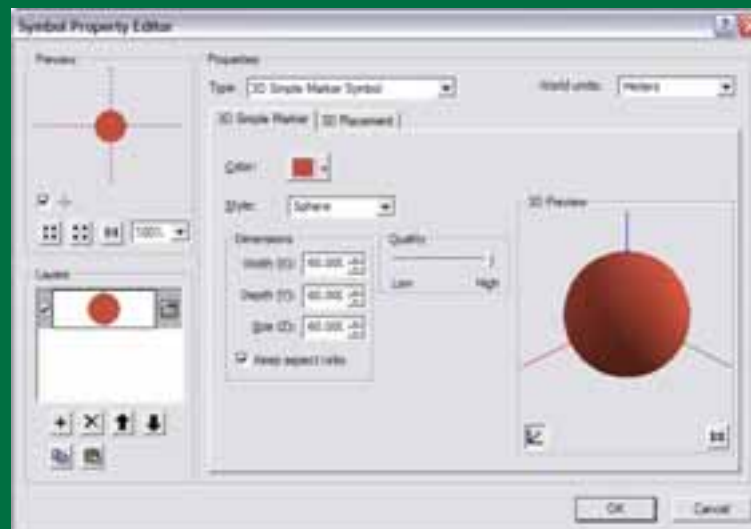 Symbol Property Editor
Preview
Properties
Type: 3D Simple Marker Symbol
World units: Meters
3D Simple Marker
3D Placement
Color:
Style: Sphere
3D Preview
Dimensions
Quality
100%
Width (X):
Low High
Layers
Depth (Y):
Size (Z):
Keep aspect ratio
OK Cancel